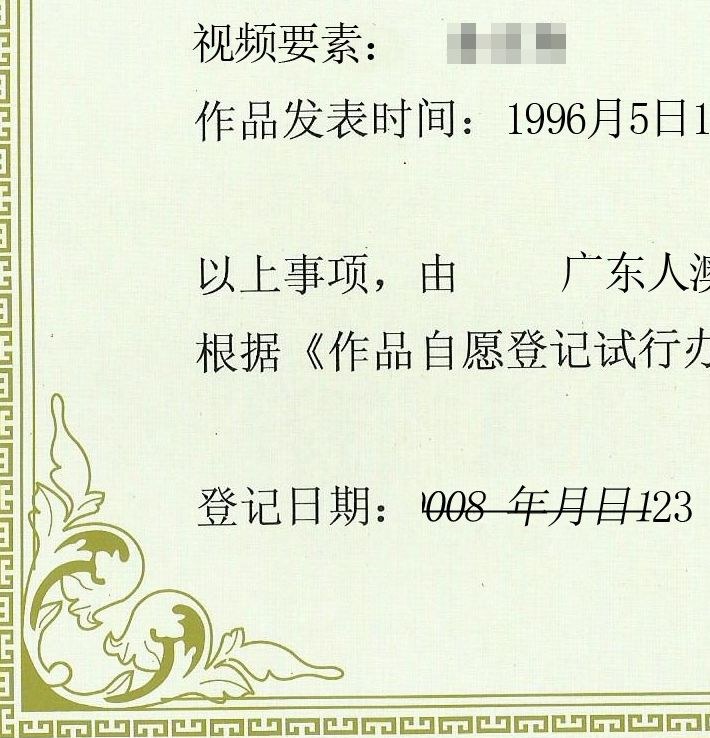 视频要素：
作品发表时间：1996月5日1
以上事项，由 广东人澳
根据《作品自愿登记试行办
登记日期：008 年月日123